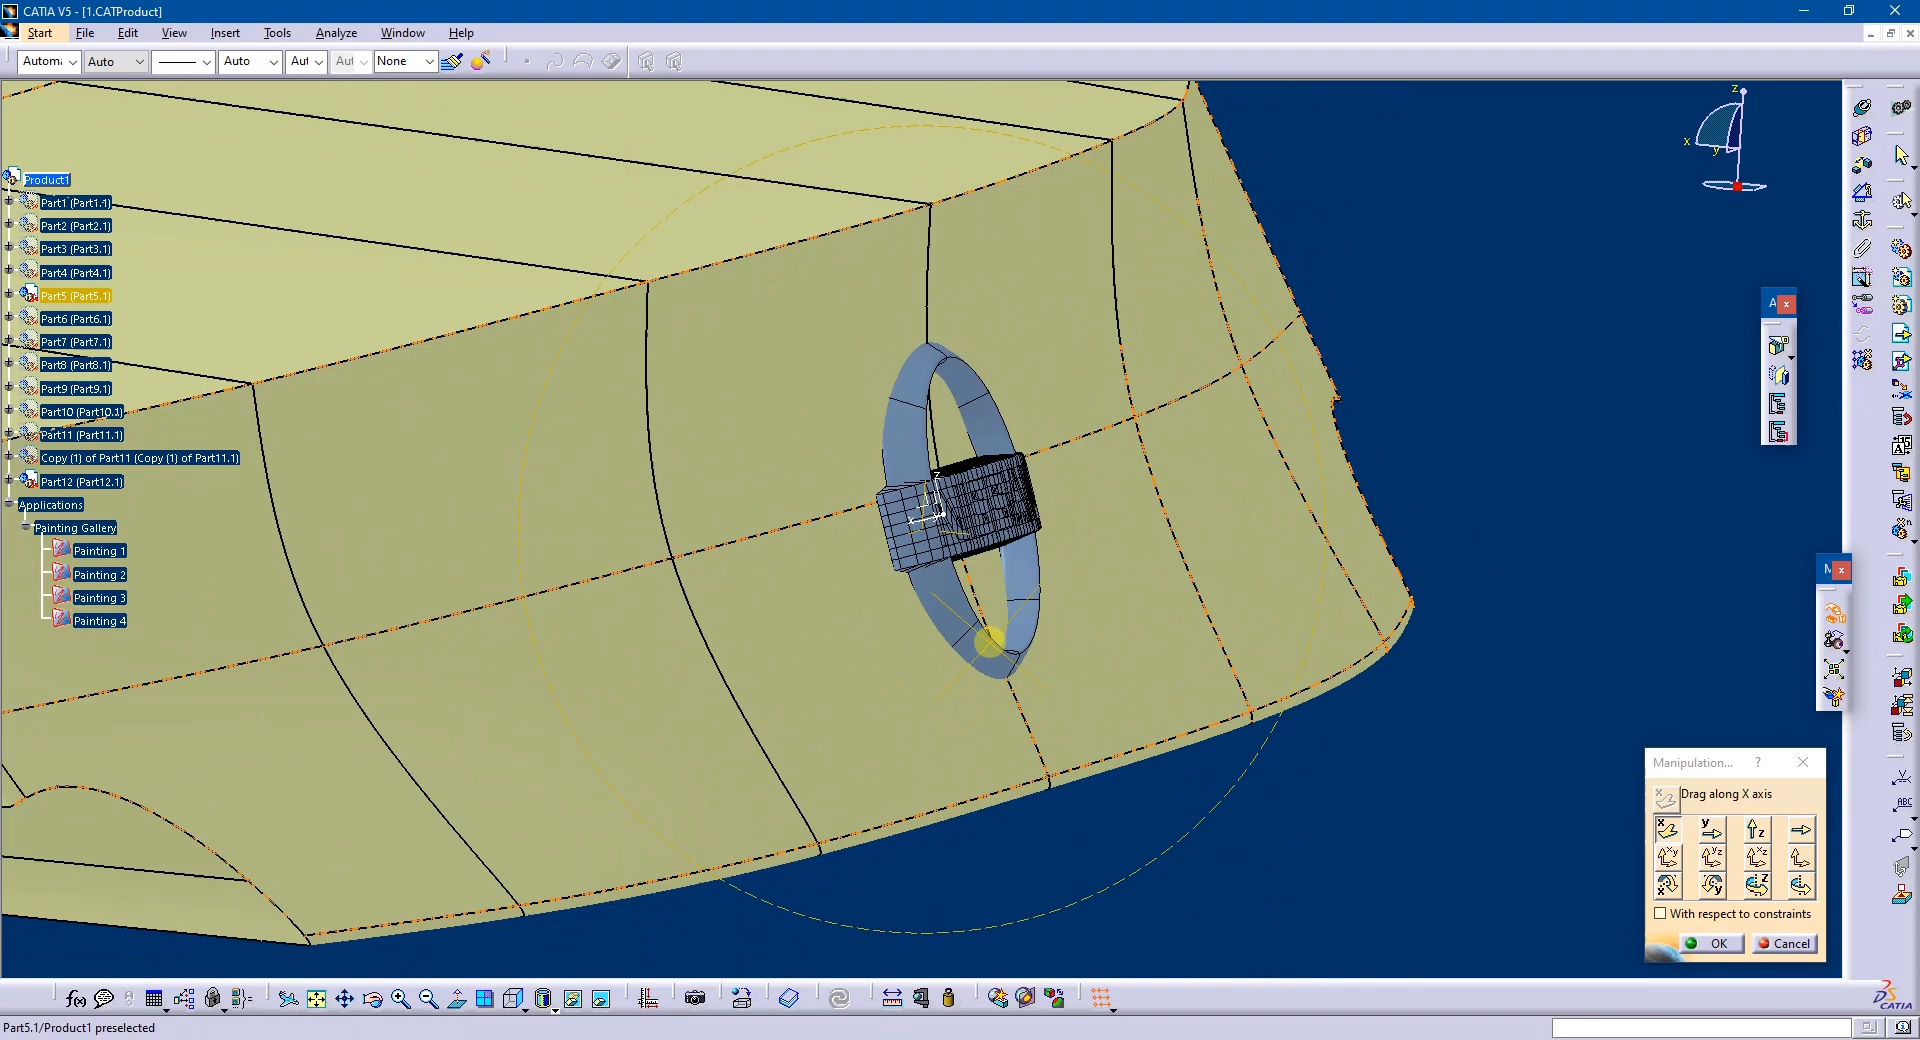 CATIA V5 - [1.CATProduct]
Start File Edit View Insert Tools Analyze Window Help
Auto Auto None
z
x
y
Product1
Part1 (Part1.1)
Part2 (Part2.1)
Part3 (Part3.1)
Part4 (Part4.1)
Part5 (Part5.1)
Part6 (Part6.1)
Part7 (Part7.1)
Part8 (Part8.1)
Part9 (Part9.1)
Part10 (Part10.1)
Part11 (Part11.1)
Copy (1) of Part11 (Copy (1) of Part11.1)
Part12 (Part12.1)
Applications
Painting Gallery
Painting 1
Painting 2
Painting 3
Painting 4
Manipulation... ?
Drag along X axis
With respect to constraints
OK Cancel
f(x)
CATIA
Part5.1/Product1 preselected